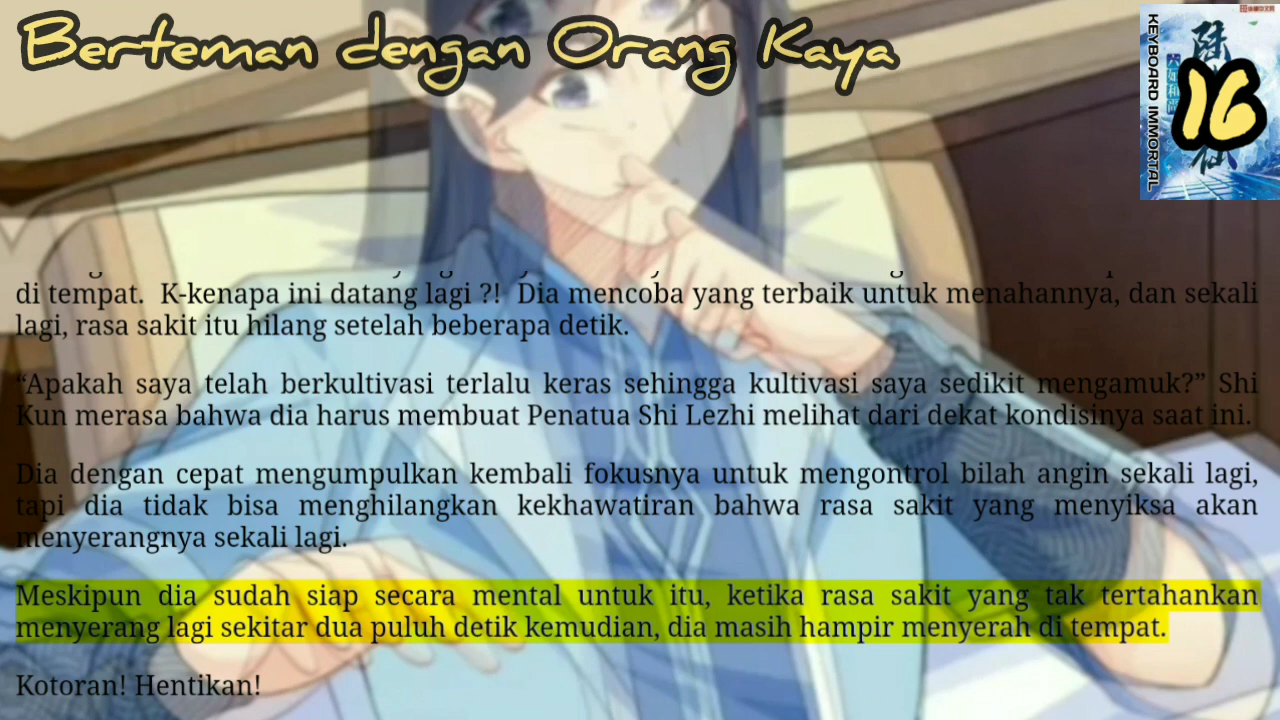 Berteman dengan Orang Kaya
KEYBOARD IMMORTAL
16
di tempat. K-kenapa ini datang lagi ?! Dia mencoba yang terbaik untuk menahannya, dan sekali
lagi, rasa sakit itu hilang setelah beberapa detik.
“Apakah saya telah berkultivasi terlalu keras sehingga kultivasi saya sedikit mengamuk?” Shi
Kun merasa bahwa dia harus membuat Penatua Shi Lezhi melihat dari dekat kondisinya saat ini.
Dia dengan cepat mengumpulkan kembali fokusnya untuk mengontrol bilah angin sekali lagi,
tapi dia tidak bisa menghilangkan kekhawatiran bahwa rasa sakit yang menyiksa akan
menyerangnya sekali lagi.
Meskipun dia sudah siap secara mental untuk itu, ketika rasa sakit yang tak tertahankan
menyerang lagi sekitar dua puluh detik kemudian, dia masih hampir menyerah di tempat.
Kotoran! Hentikan!